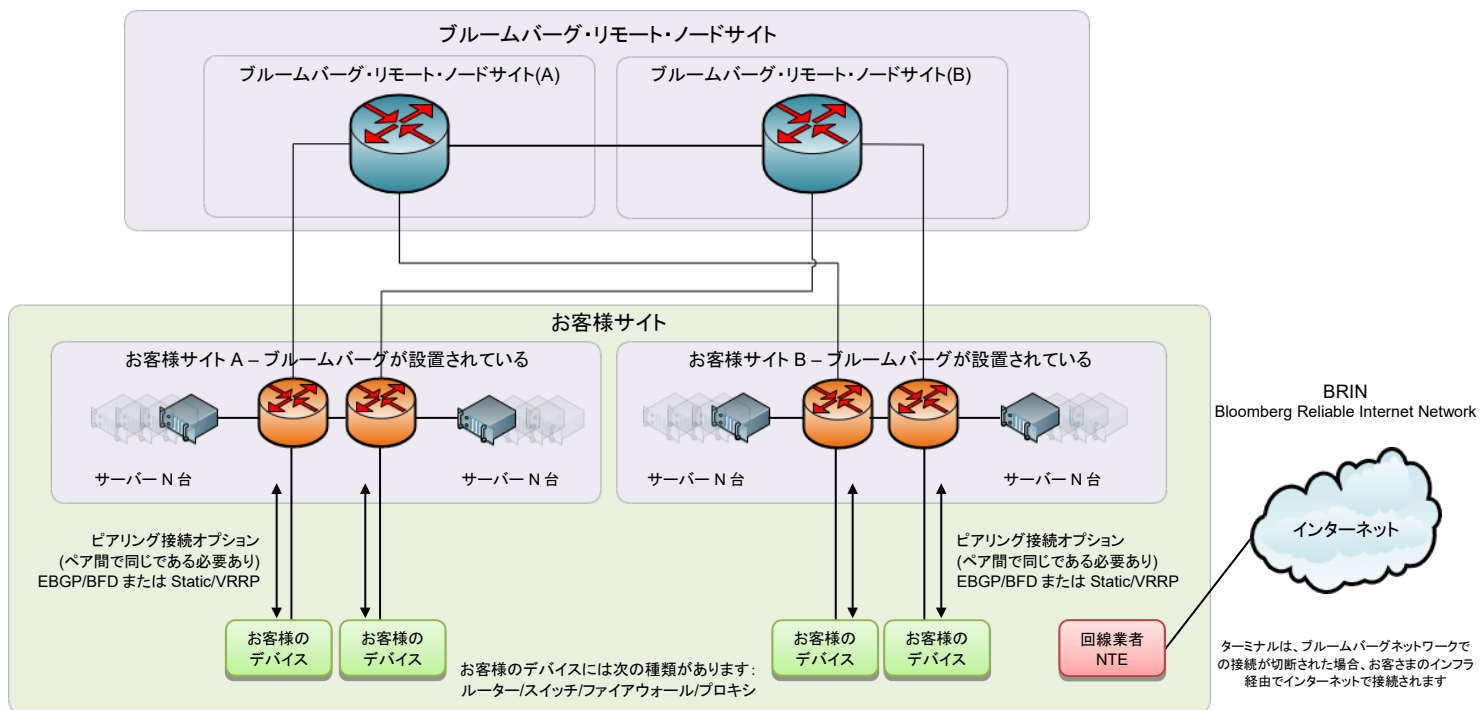 ブルームバーグ・リモート・ノードサイト
ブルームバーグ・リモート・ノードサイト(A)
ブルームバーグ・リモート・ノードサイト(B)
お客様サイト
お客様サイト A – ブルームバーグが設置されている
お客様サイト B – ブルームバーグが設置されている
サーバー N 台
サーバー N 台
サーバー N 台
サーバー N 台
BRIN
Bloomberg Reliable Internet Network
インターネット
ピアリング接続オプション
(ペア間で同じである必要あり)
EBGP/BFD または Static/VRRP
ピアリング接続オプション
(ペア間で同じである必要あり)
EBGP/BFD または Static/VRRP
お客様の
デバイス
お客様の
デバイス
お客様の
デバイス
お客様の
デバイス
回線業者
NTE
お客様のデバイスには次の種類があります:
ルーター/スイッチ/ファイアウォール/プロキシ
ターミナルは、ブルームバーグネットワークで
の接続が切断された場合、お客さまのインフラ
経由でインターネットで接続されます